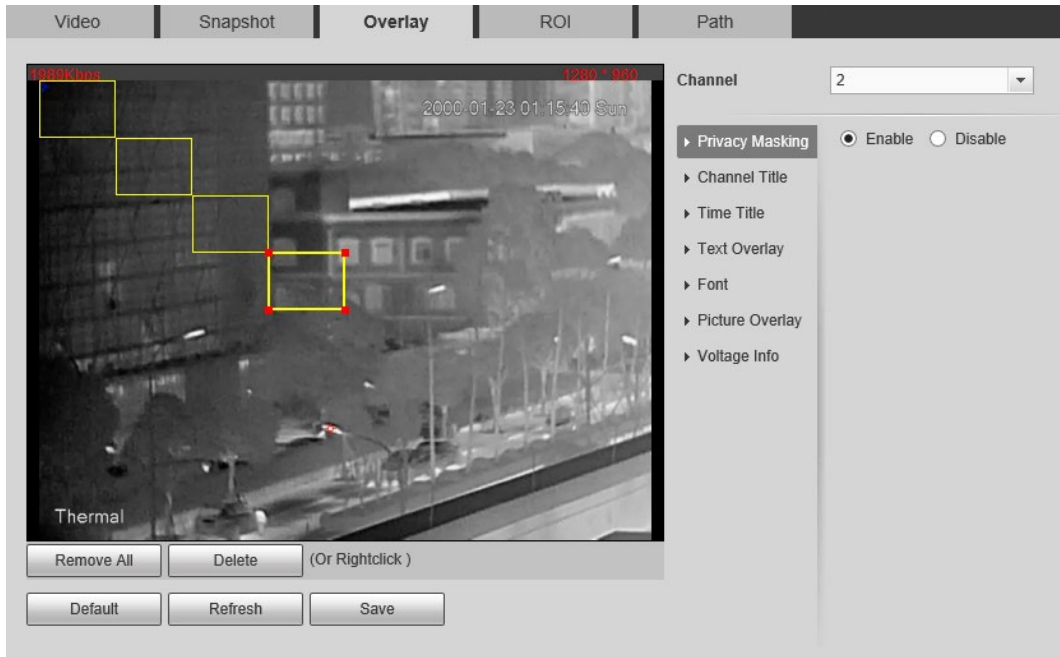 Video Snapshot Overlay ROI Path
1989Kbps 1280 * 960
2000-01-23 01:15:40 Sun
Thermal
Remove All Delete (Or Rightclick )
Default Refresh Save
Channel 2
Privacy Masking Enable Disable
Channel Title
Time Title
Text Overlay
Font
Picture Overlay
Voltage Info